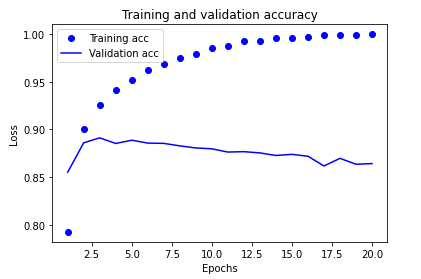 Training and validation accuracy
Training acc
Validation acc
1.00
0.95
0.90
0.85
0.80
Loss
2.5 5.0 7.5 10.0 12.5 15.0 17.5 20.0
Epochs